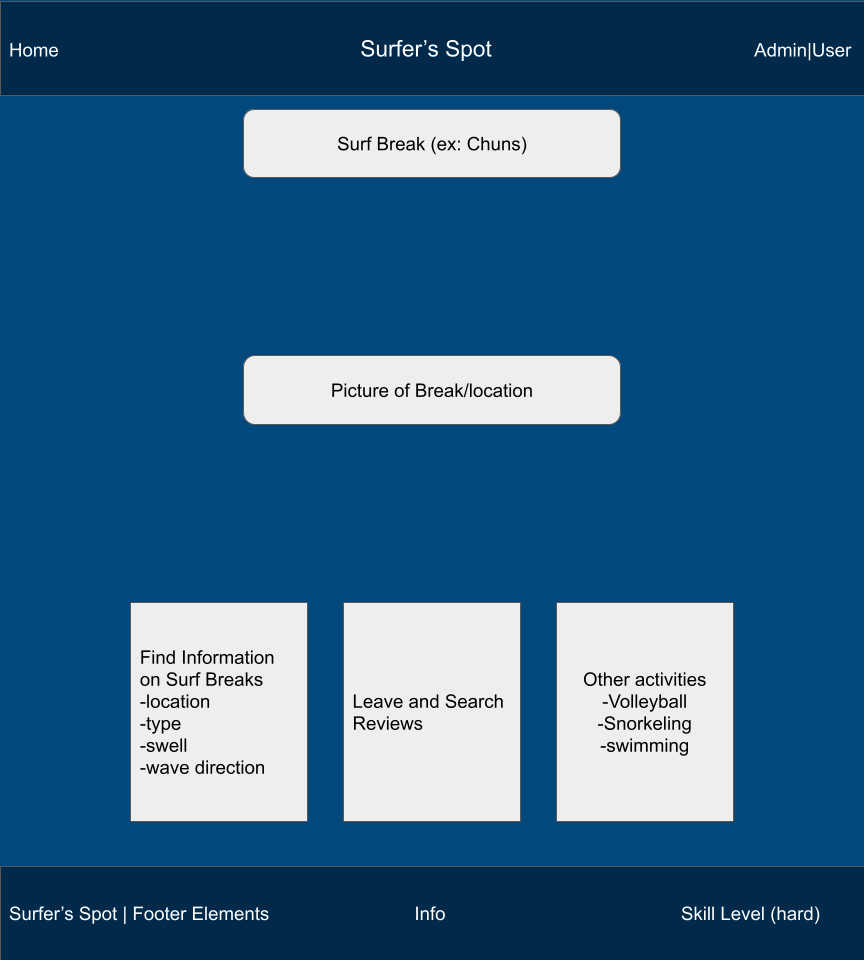 Home
Surfer’s Spot
Admin|User
Surf Break (ex: Chuns)
Picture of Break/location
Find Information
on Surf Breaks
-location
-type
-swell
-wave direction
Leave and Search
Reviews
Other activities
-Volleyball
-Snorkeling
-swimming
Surfer’s Spot | Footer Elements
Info
Skill Level (hard)